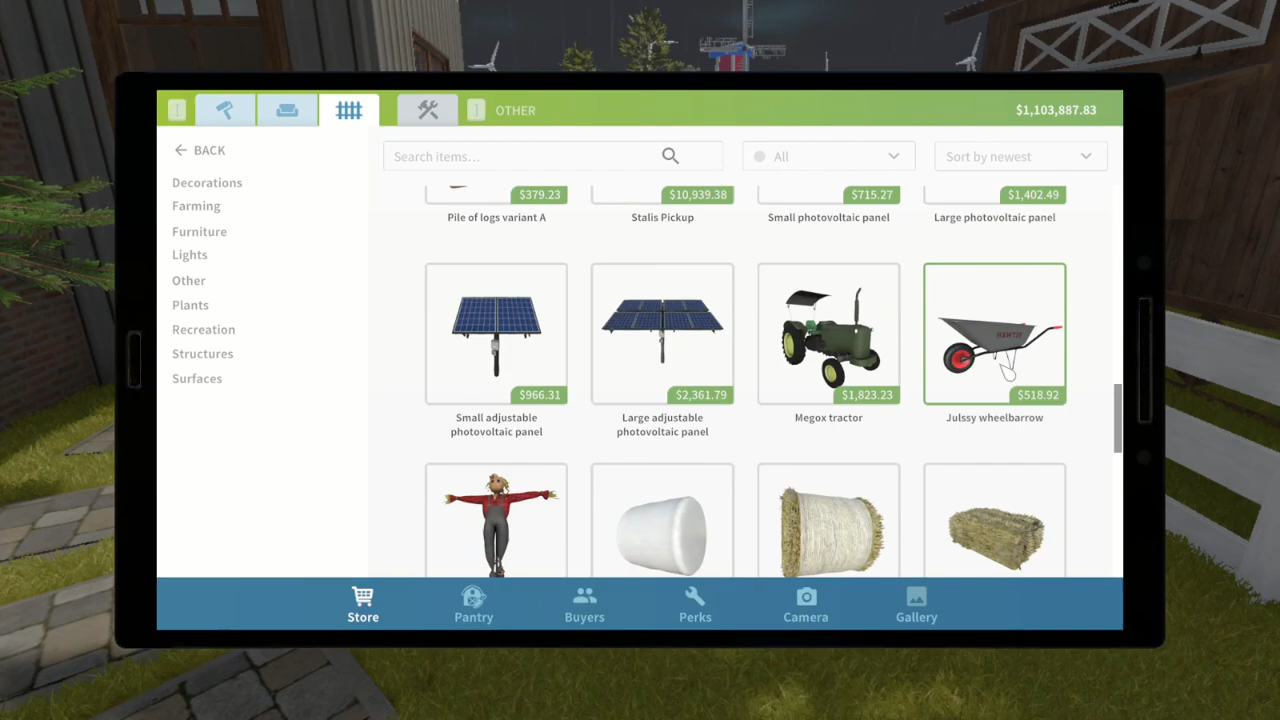 OTHER
$1,103,887.83
BACK
Search items...
All
Sort by newest
Decorations
Farming
Furniture
Lights
Other
Plants
Recreation
Structures
Surfaces
$379.23
$10,939.38
$715.27
$1,402.49
Pile of logs variant A
Stalis Pickup
Small photovoltaic panel
Large photovoltaic panel
HAWTIE
$966.31
$2,361.79
$1,823.23
$518.92
Small adjustable
photovoltaic panel
Large adjustable
photovoltaic panel
Megox tractor
Julssy wheelbarrow
Store
Pantry
Buyers
Perks
Camera
Gallery